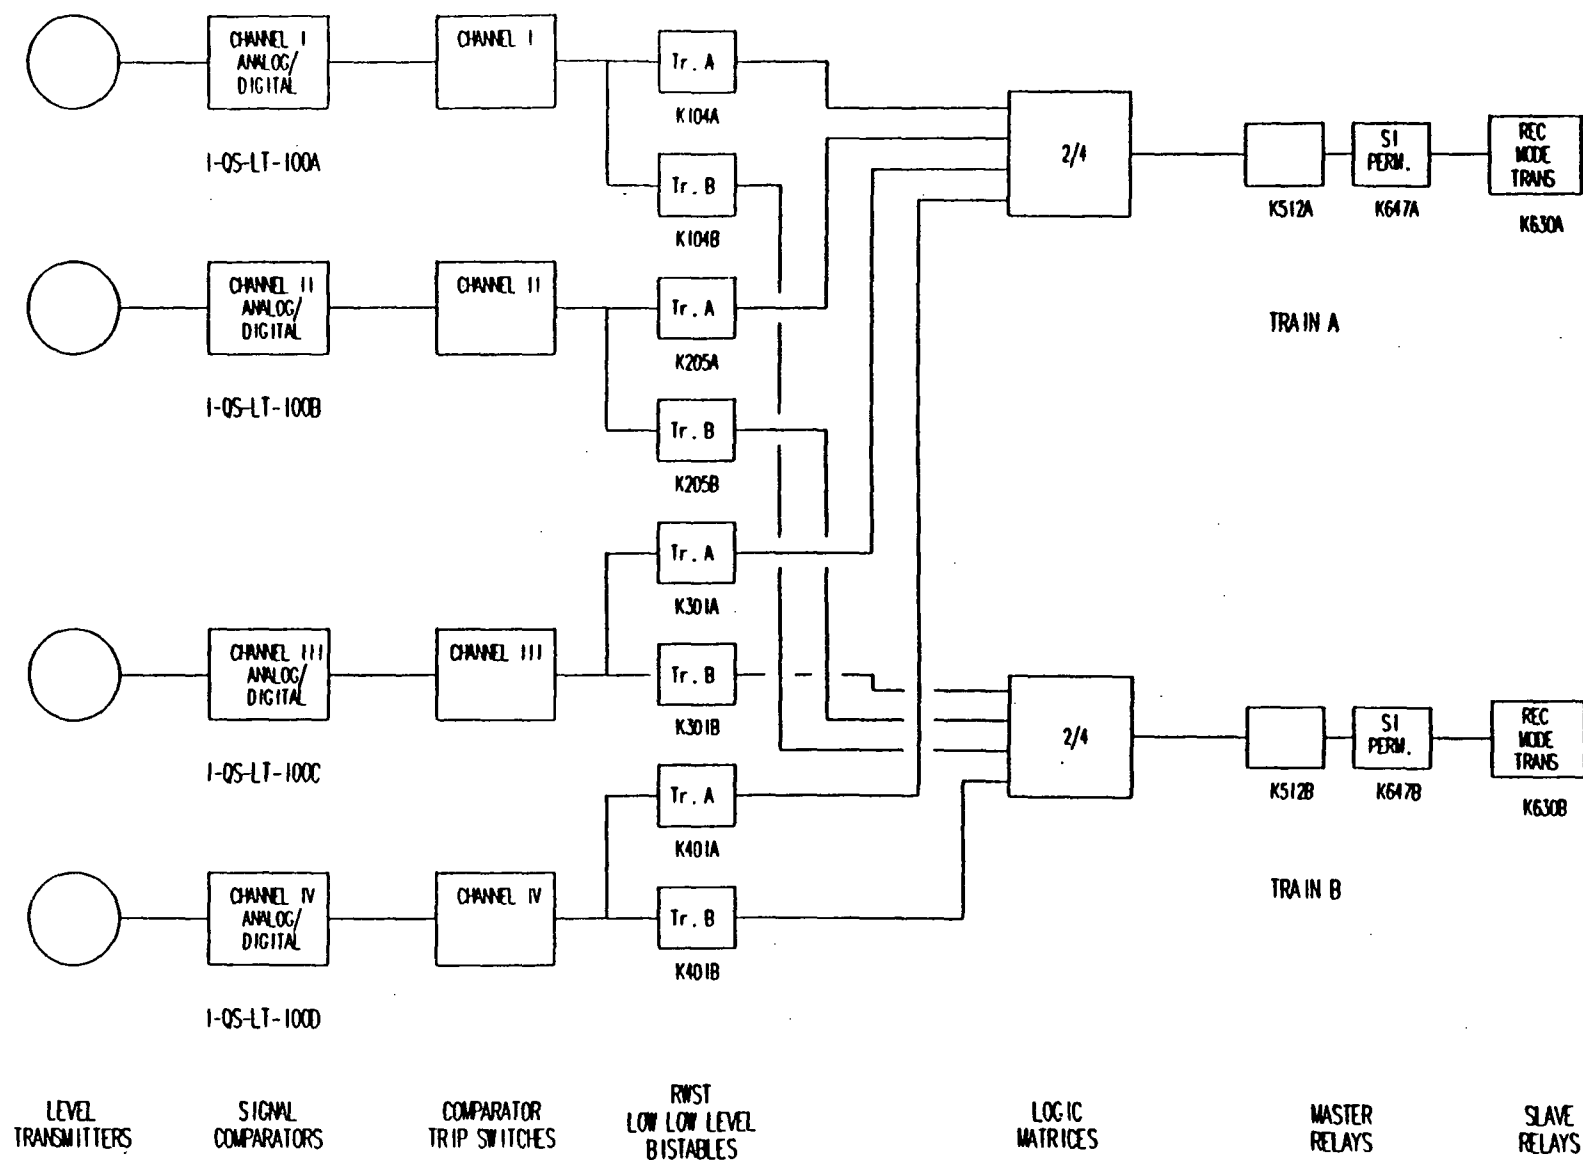 CHANNEL I
ANALOG/
DIGITAL
1-QS-LT-100A
CHANNEL I
Tr. A
K104A
Tr. B
K104B
CHANNEL II
ANALOG/
DIGITAL
1-QS-LT-100B
CHANNEL II
Tr. A
K205A
Tr. B
K205B
CHANNEL III
ANALOG/
DIGITAL
1-QS-LT-100C
CHANNEL III
Tr. A
K301A
Tr. B
K301B
CHANNEL IV
ANALOG/
DIGITAL
1-QS-LT-100D
CHANNEL IV
Tr. A
K401A
Tr. B
K401B
2/4
K512A
SI
PERM.
K647A
REC
MODE
TRANS
K630A
TRAIN A
2/4
K512B
SI
PERM.
K647B
REC
MODE
TRANS
K630B
TRAIN B
LEVEL
TRANSMITTERS
SIGNAL
COMPARATORS
COMPARATOR
TRIP SWITCHES
RWST
LOW LOW LEVEL
BISTABLES
LOGIC
MATRICES
MASTER
RELAYS
SLAVE
RELAYS